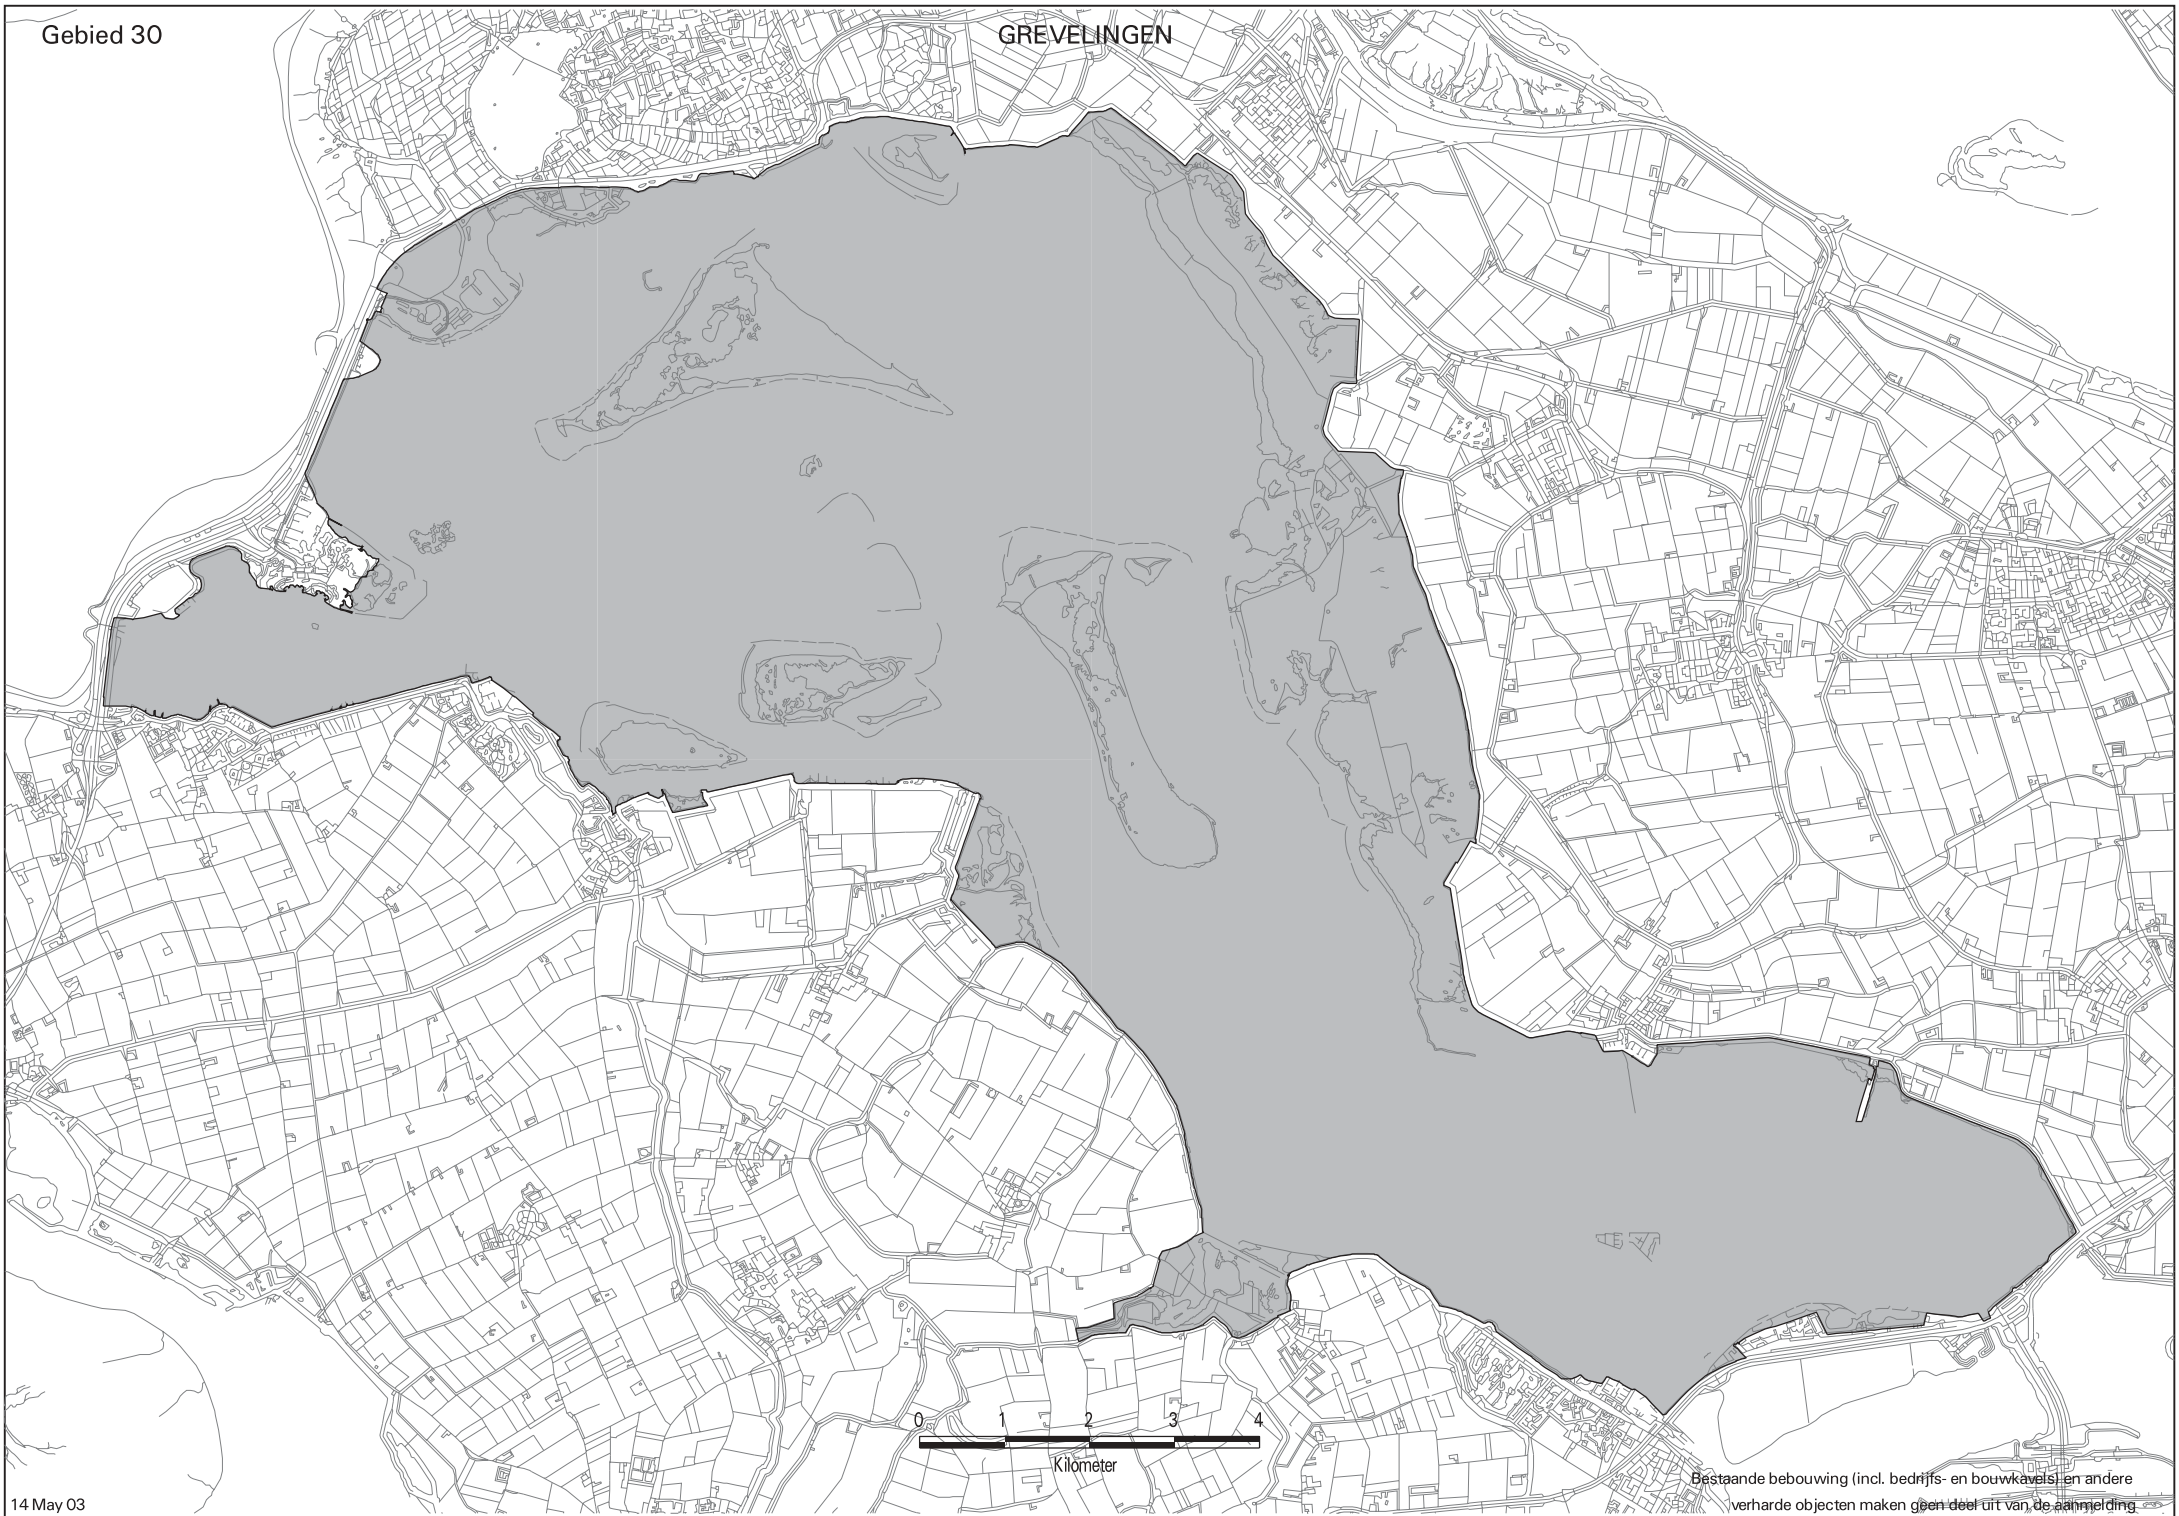 Gebied 30
GREVELINGEN
0 1 2 3 4
Kilometer
Bestaande bebouwing (incl. bedrijfs- en bouwkavels) en andere
verharde objecten maken geen deel uit van de aanmelding
14 May 03